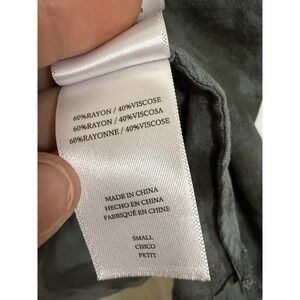 60%RAYON / 40%VISCOSE
60%RAYON / 40%VISCOSA
60%RAYONNE / 40%VISCOSE
MADE IN CHINA
HECHO EN CHINA
FABRIQUÉ EN CHINE
SMALL
CHICO
PETIT